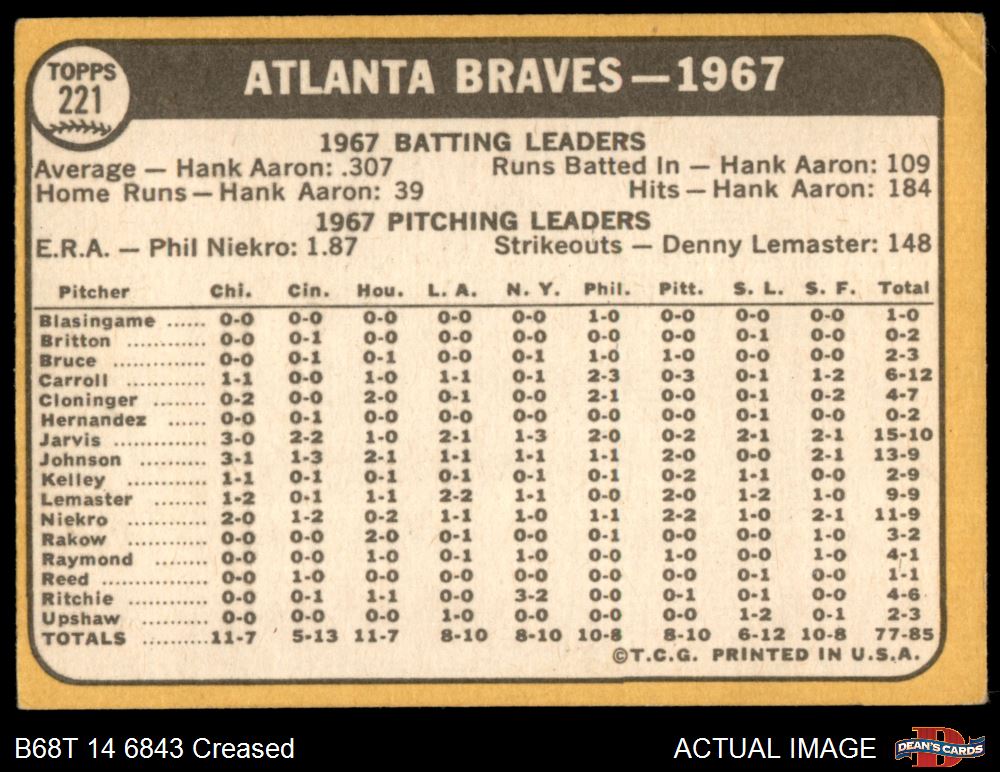 TOPPS
221
ATLANTA BRAVES—1967
1967 BATTING LEADERS
Average — Hank Aaron: .307 Runs Batted In — Hank Aaron: 109
Home Runs — Hank Aaron: 39 Hits — Hank Aaron: 184
1967 PITCHING LEADERS
E.R.A. — Phil Niekro: 1.87 Strikeouts — Denny Lemaster: 148
Pitcher Chi. Cin. Hou. L. A. N. Y. Phil. Pitt. S. L. S. F. Total
Blasingame ...... 0-0 0-0 0-0 0-0 0-0 1-0 0-0 0-0 0-0 1-0
Britton ............ 0-0 0-1 0-0 0-0 0-0 0-0 0-0 0-1 0-0 0-2
Bruce ............... 0-0 0-1 0-1 0-0 0-1 1-0 1-0 0-0 0-0 2-3
Carroll ............ 1-1 0-0 1-0 1-1 0-1 2-3 0-3 0-1 1-2 6-12
Cloninger ......... 0-2 0-0 2-0 0-1 0-0 2-1 0-0 0-1 0-2 4-7
Hernandez ...... 0-0 0-1 0-0 0-0 0-0 0-0 0-0 0-1 0-0 0-2
Jarvis ............... 3-0 2-2 1-0 2-1 1-3 2-0 0-2 2-1 2-1 15-10
Johnson .......... 3-1 1-3 2-1 1-1 1-1 1-1 2-0 0-0 2-1 13-9
Kelley ............. 1-1 0-1 0-1 0-1 0-1 0-1 0-2 1-1 0-0 2-9
Lemaster ......... 1-2 0-1 1-1 2-2 1-1 0-0 2-0 1-2 1-0 9-9
Niekro ............ 2-0 1-2 0-2 1-1 1-0 1-1 2-2 1-0 2-1 11-9
Rakow ............ 0-0 0-0 2-0 0-1 0-0 0-1 0-0 0-0 1-0 3-2
Raymond ........ 0-0 0-0 1-0 0-0 0-1 0-0 1-0 0-0 1-0 4-1
Reed ................ 0-0 1-0 0-0 0-0 0-0 0-0 0-0 0-1 0-0 1-1
Ritchie ............ 0-0 0-1 1-1 0-0 3-2 0-0 0-1 0-1 0-0 4-6
Upshaw ........... 0-0 0-0 0-0 1-0 0-0 0-0 0-0 1-2 0-1 2-3
TOTALS ..........11-7 5-13 11-7 8-10 8-10 10-8 8-10 6-12 10-8 77-85
©T.C.G. PRINTED IN U.S.A.
B68T 14 6843 Creased ACTUAL IMAGE DEAN'S CARDS